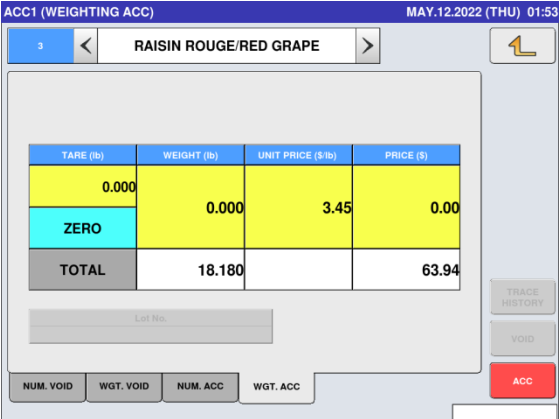 ACC1 (WEIGHTING ACC) MAY.12.2022 (THU) 01:53
3 RAISIN ROUGE/RED GRAPE
TARE (lb) WEIGHT (lb) UNIT PRICE ($/lb) PRICE ($)
0.000
0.000 3.45 0.00
ZERO
TOTAL 18.180 63.94
TRACE
HISTORY
Lot No.
VOID
NUM. VOID WGT. VOID NUM. ACC WGT. ACC
ACC